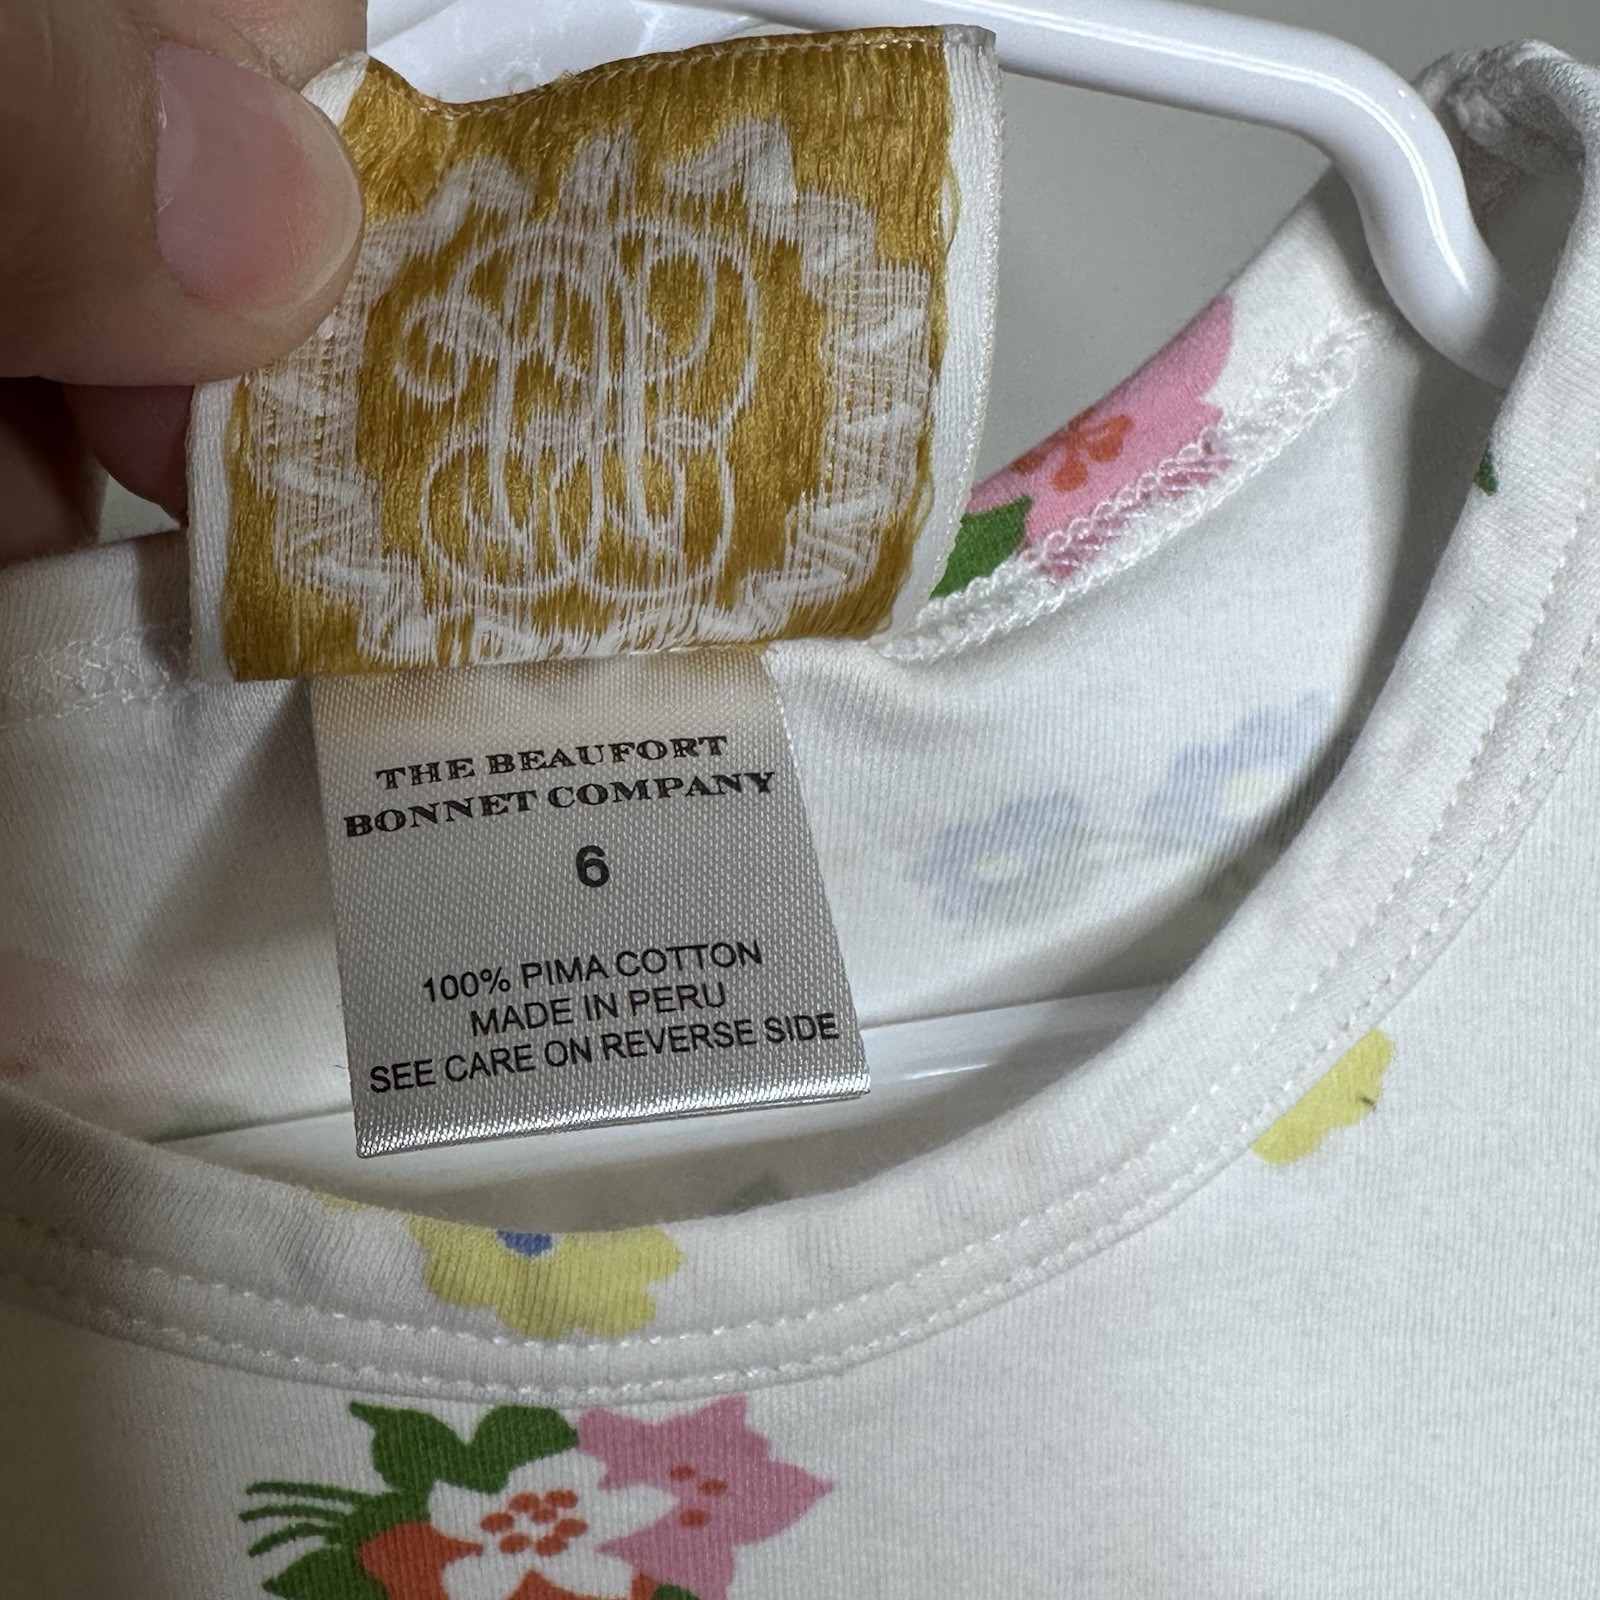 THE BEAUFORT
BONNET COMPANY
6
100% PIMA COTTON
MADE IN PERU
SEE CARE ON REVERSE SIDE